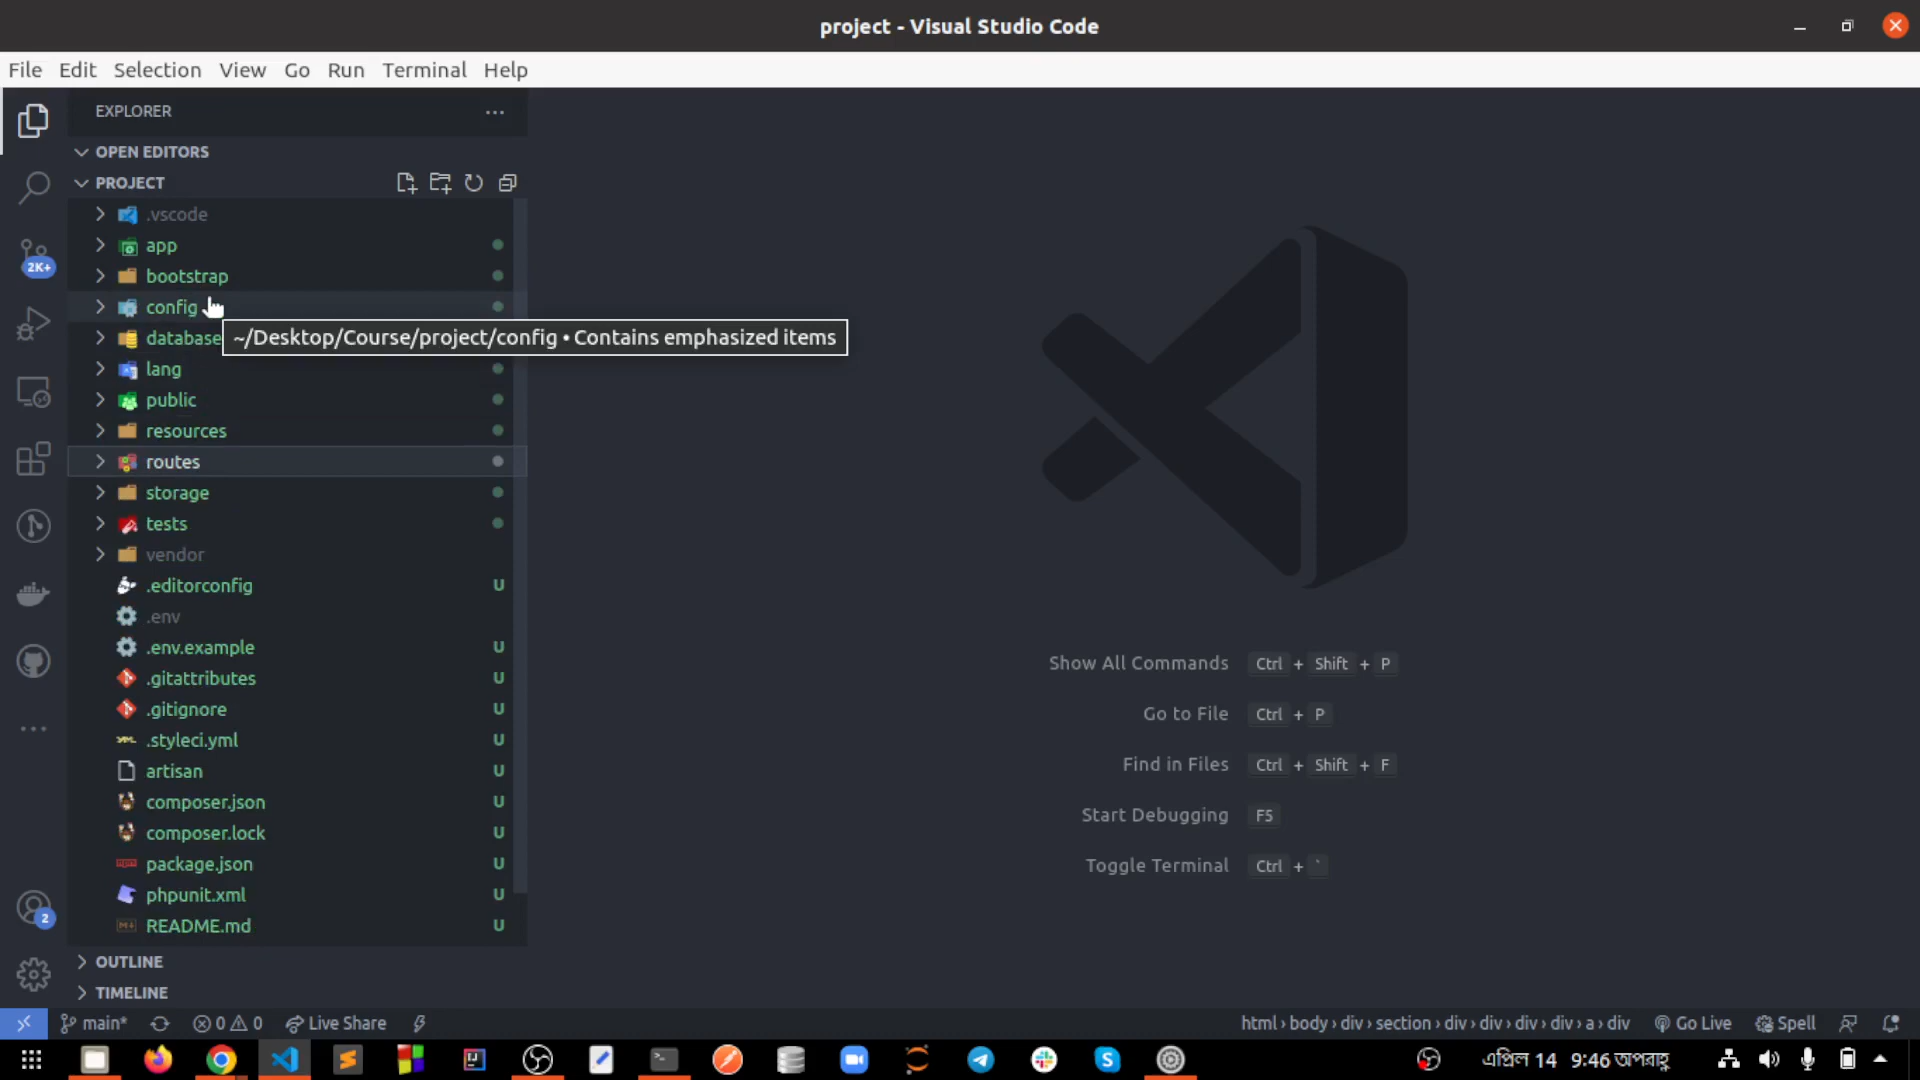 project - Visual Studio Code
File Edit Selection View Go Run Terminal Help
EXPLORER
OPEN EDITORS
PROJECT
.vscode
app
bootstrap
config
~/Desktop/Course/project/config • Contains emphasized items
database
lang
public
resources
routes
storage
tests
vendor
.editorconfig U
.env
.env.example U
.gitattributes U
.gitignore U
.styleci.yml U
artisan U
composer.json U
composer.lock U
package.json U
phpunit.xml U
README.md U
OUTLINE
TIMELINE
2K+
2
Show All Commands Ctrl + Shift + P
Go to File Ctrl + P
Find in Files Ctrl + Shift + F
Start Debugging F5
Toggle Terminal Ctrl + `
main* 0 0 Live Share html › body › div › section › div › div › div › div › a › div Go Live Spell
এপ্রিল 14 9:46 অপরাহ্ণ